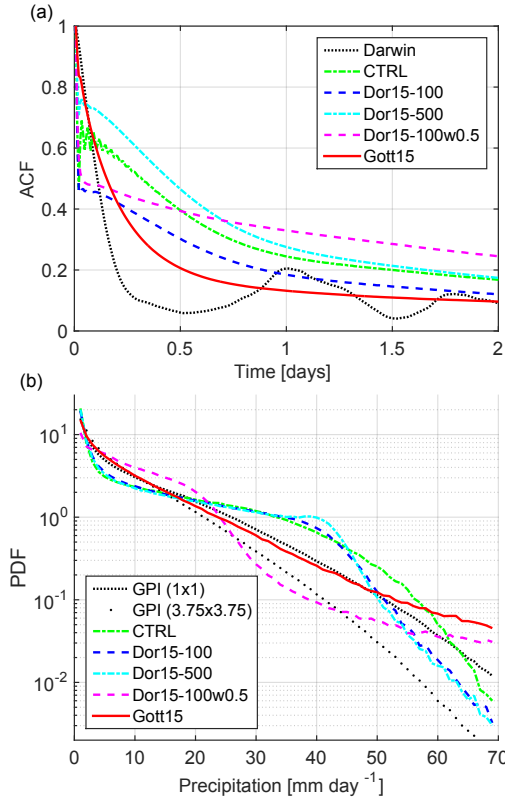 (a)
1
0.8
0.6
0.4
0.2
0
ACF
Darwin
CTRL
Dor15-100
Dor15-500
Dor15-100w0.5
Gott15
0 0.5 1 1.5 2
Time [days]
(b)
10^1
10^0
10^-1
10^-2
PDF
GPI (1x1)
GPI (3.75x3.75)
CTRL
Dor15-100
Dor15-500
Dor15-100w0.5
Gott15
0 10 20 30 40 50 60 70
Precipitation [mm day ^-1]